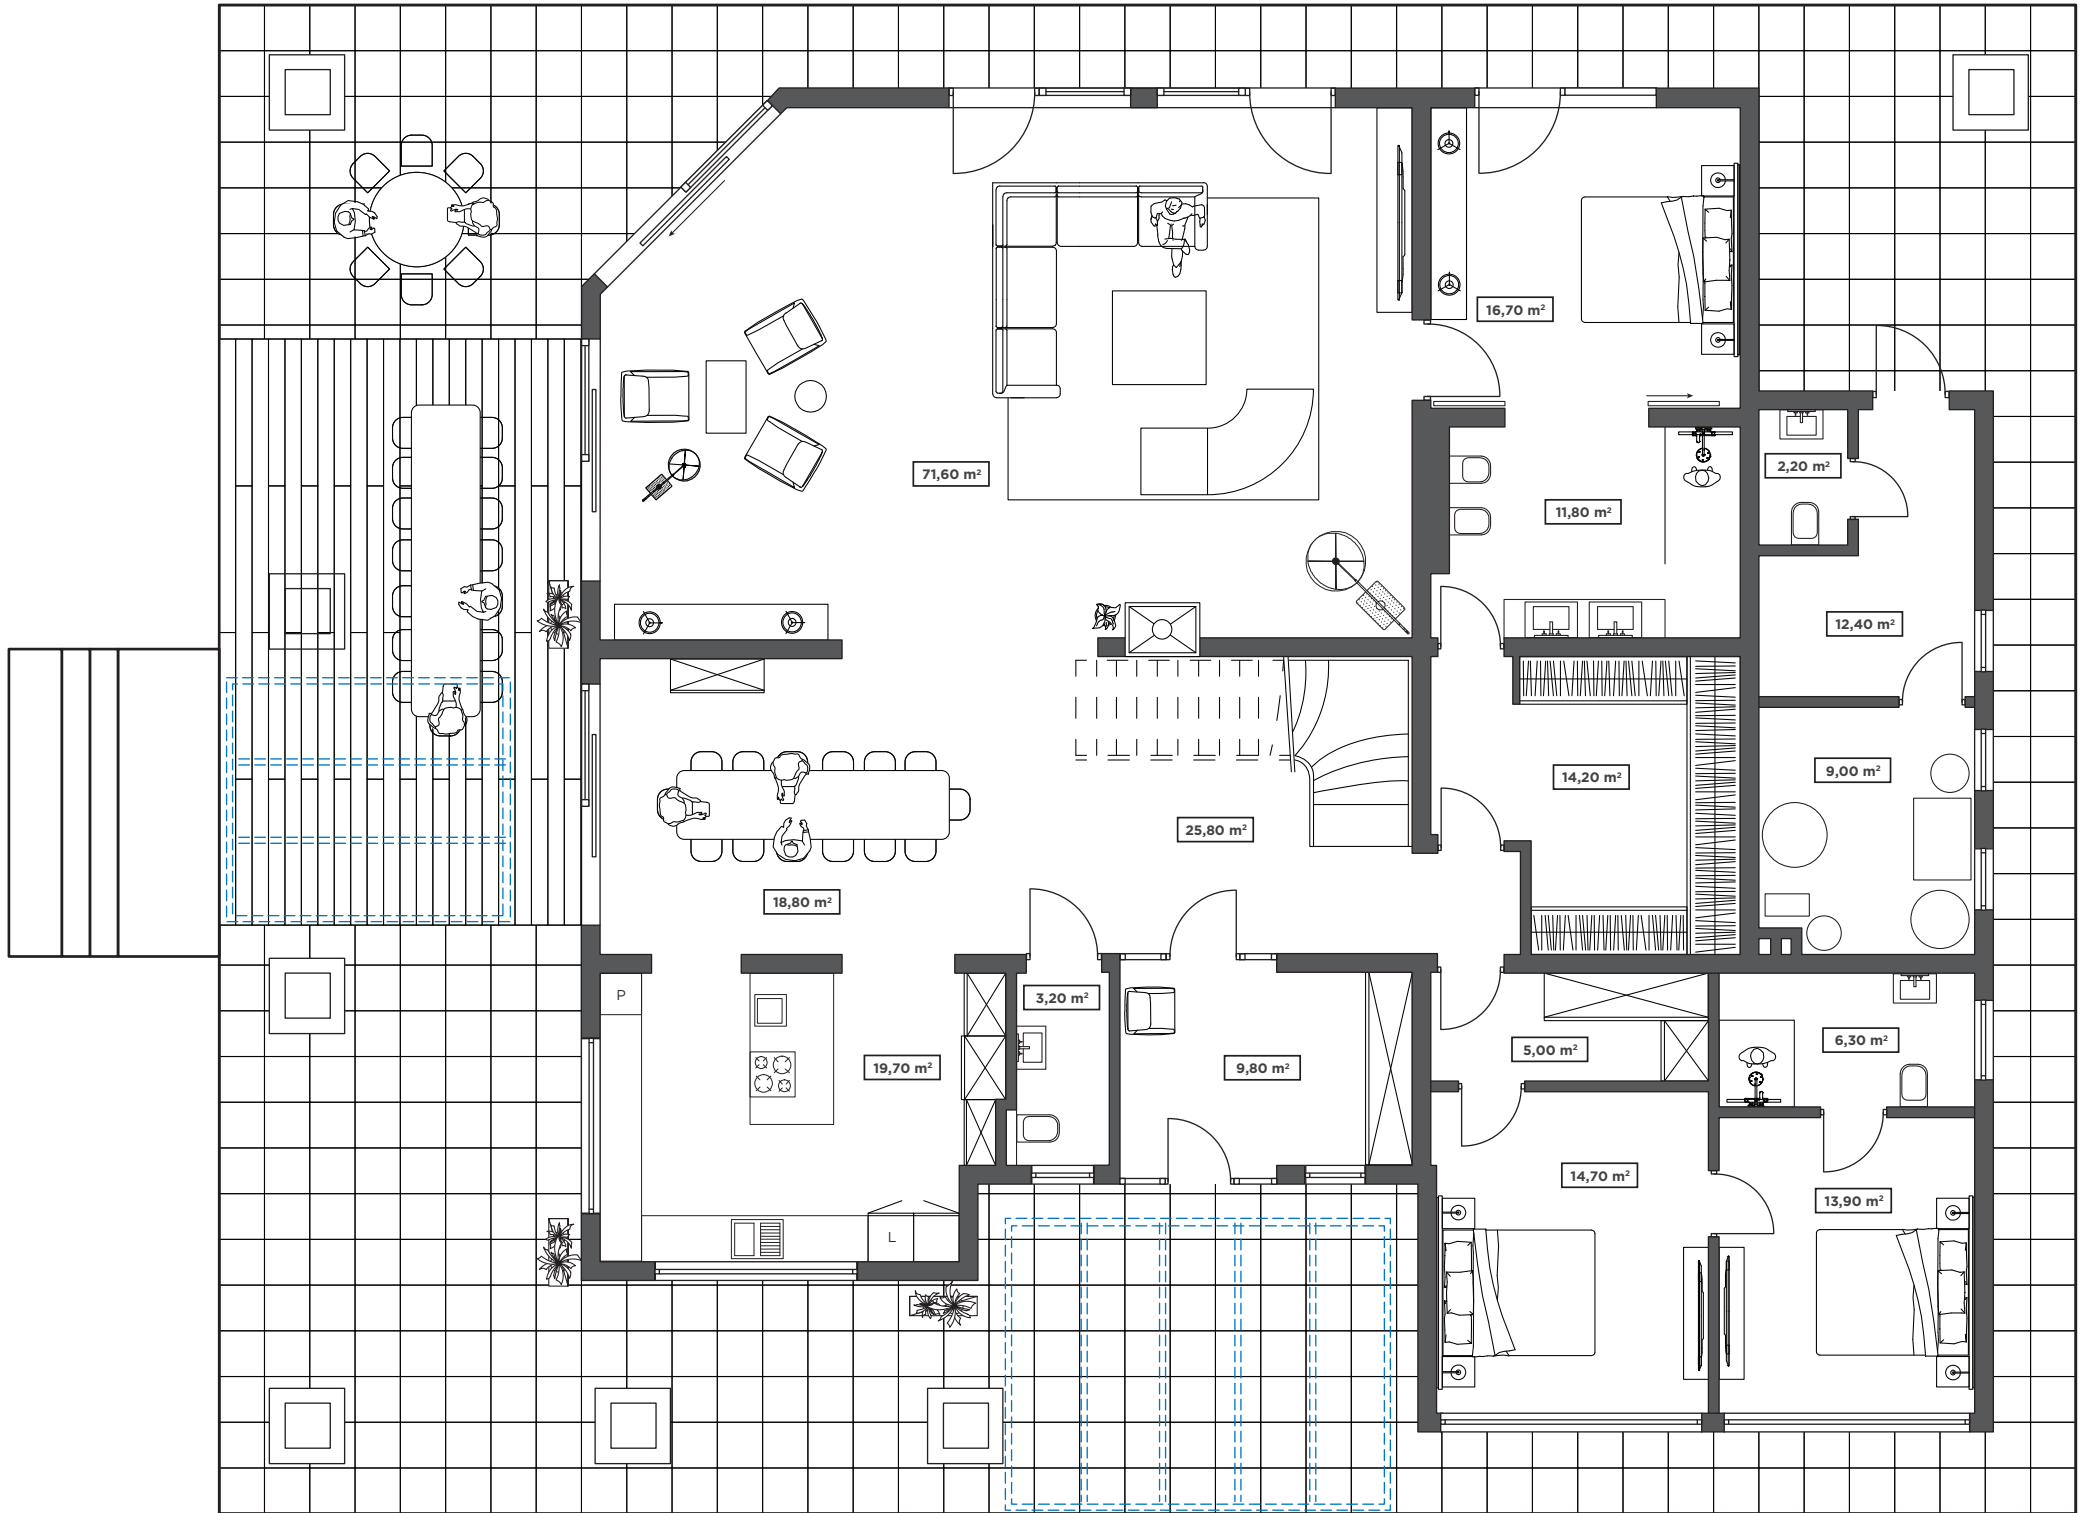 16,70 m²
2,20 m²
71,60 m²
11,80 m²
12,40 m²
9,00 m²
14,20 m²
25,80 m²
18,80 m²
P
3,20 m²
6,30 m²
5,00 m²
19,70 m²
9,80 m²
14,70 m²
13,90 m²
L